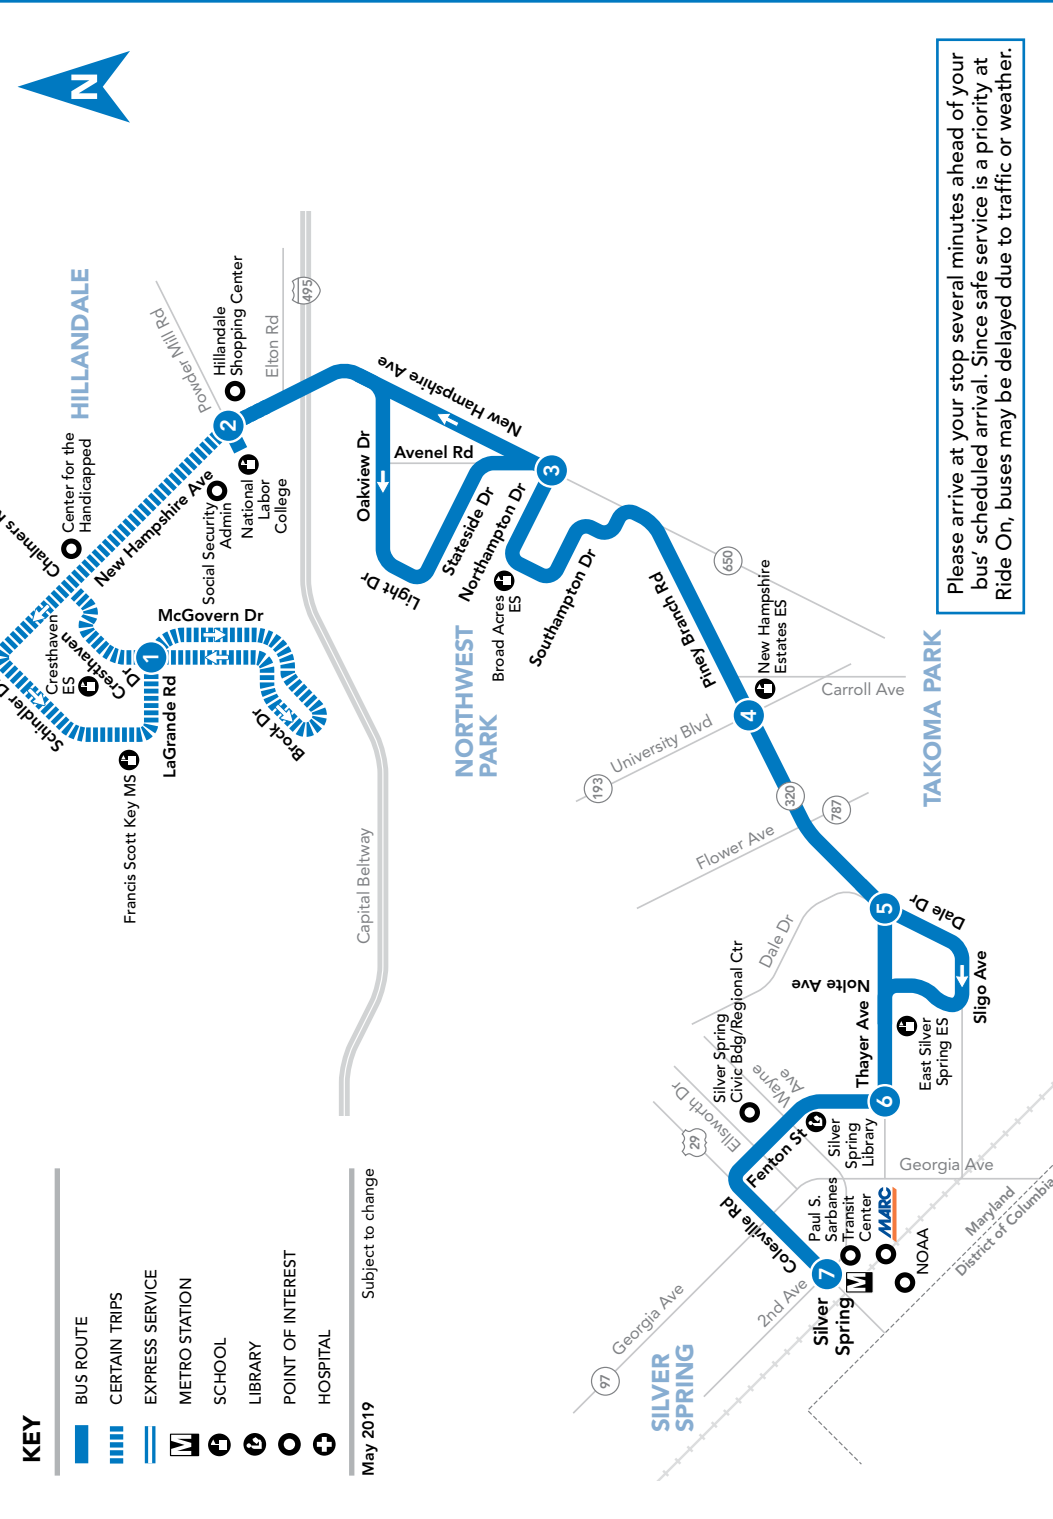 N
Please arrive at your stop several minutes ahead of your
bus’ scheduled arrival. Since safe service is a priority at
Ride On, buses may be delayed due to traffic or weather.
HILLANDALE
Center for the
Handicapped
Chalmers
New Hampshire Ave
Powder Mill Rd
Hillandale
Shopping Center
Elton Rd
495
2
National
Labor
College
Social Security
Admin
Cresthaven
ES
Cresthaven
Dr
Schindler Dr
McGovern Dr
1
LaGrande Rd
Brock Dr
Francis Scott Key MS
Capital Beltway
New Hampshire Ave
Oakview Dr
Avenel Rd
Light Dr
Stateside Dr
Northampton Dr
3
Broad Acres
ES
Southampton Dr
NORTHWEST
PARK
650
Piney Branch Rd
New Hampshire
Estates ES
Carroll Ave
4
University Blvd
193
TAKOMA PARK
320
787
Flower Ave
5
Dale Dr
Dale Dr
Nolte Ave
Sligo Ave
Thayer Ave
East Silver
Spring ES
6
Silver Spring
Civic Bdg/Regional Ctr
Wayne
Ave
Ellsworth Dr
29
Fenton St
Silver
Spring
Library
Georgia Ave
Colesville Rd
Paul S.
Sarbanes
Transit
Center
MARC
NOAA
7
Silver
Spring
M
2nd Ave
Georgia Ave
97
SILVER
SPRING
Maryland
District of Columbia
KEY
BUS ROUTE
CERTAIN TRIPS
EXPRESS SERVICE
M METRO STATION
SCHOOL
LIBRARY
POINT OF INTEREST
HOSPITAL
May 2019
Subject to change